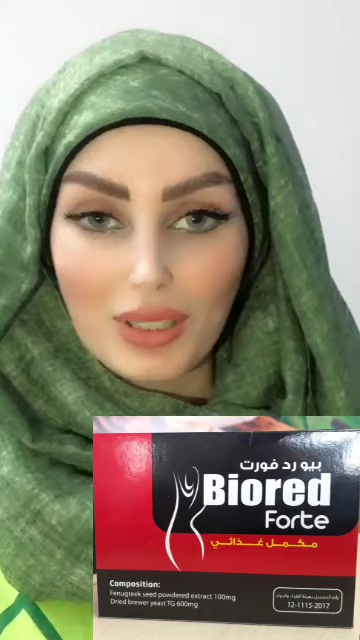 بيو رد فورت
Biored
Forte
مكمل غذائي
Composition:
Fenugreek seed powdered extract 100mg
Dried brewer yeast TG 600mg
12-1115-2017